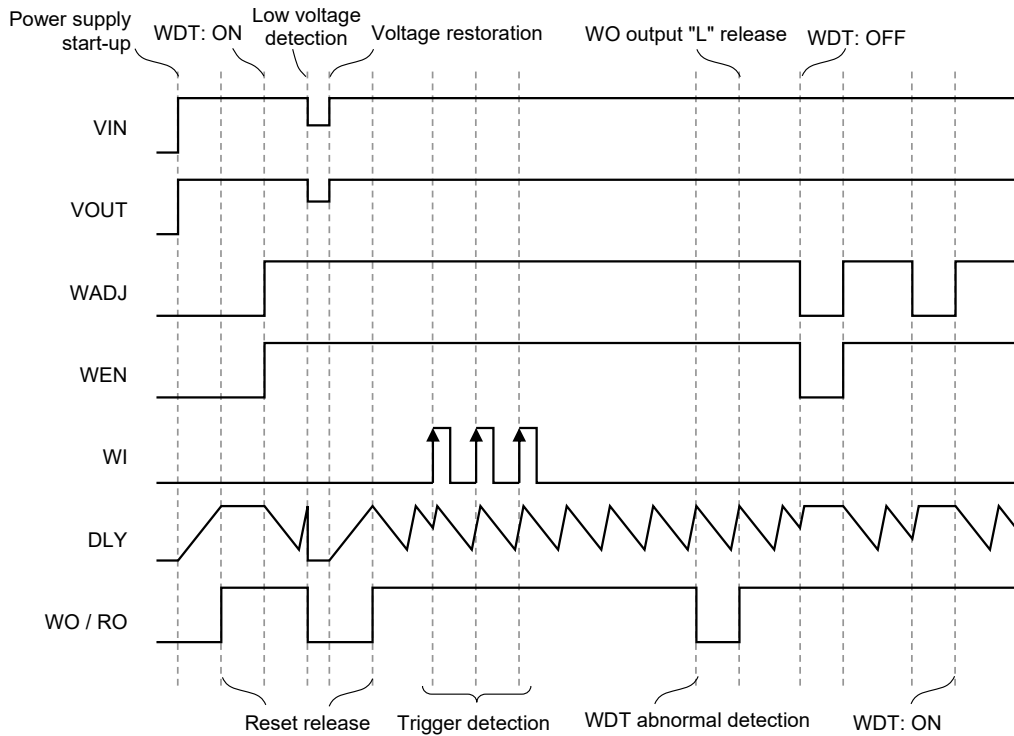 Power supply
start-up
WDT: ON
Low voltage
detection
Voltage restoration
WO output "L" release
WDT: OFF
VIN
VOUT
WADJ
WEN
WI
DLY
WO / RO
Reset release
Trigger detection
WDT abnormal detection
WDT: ON